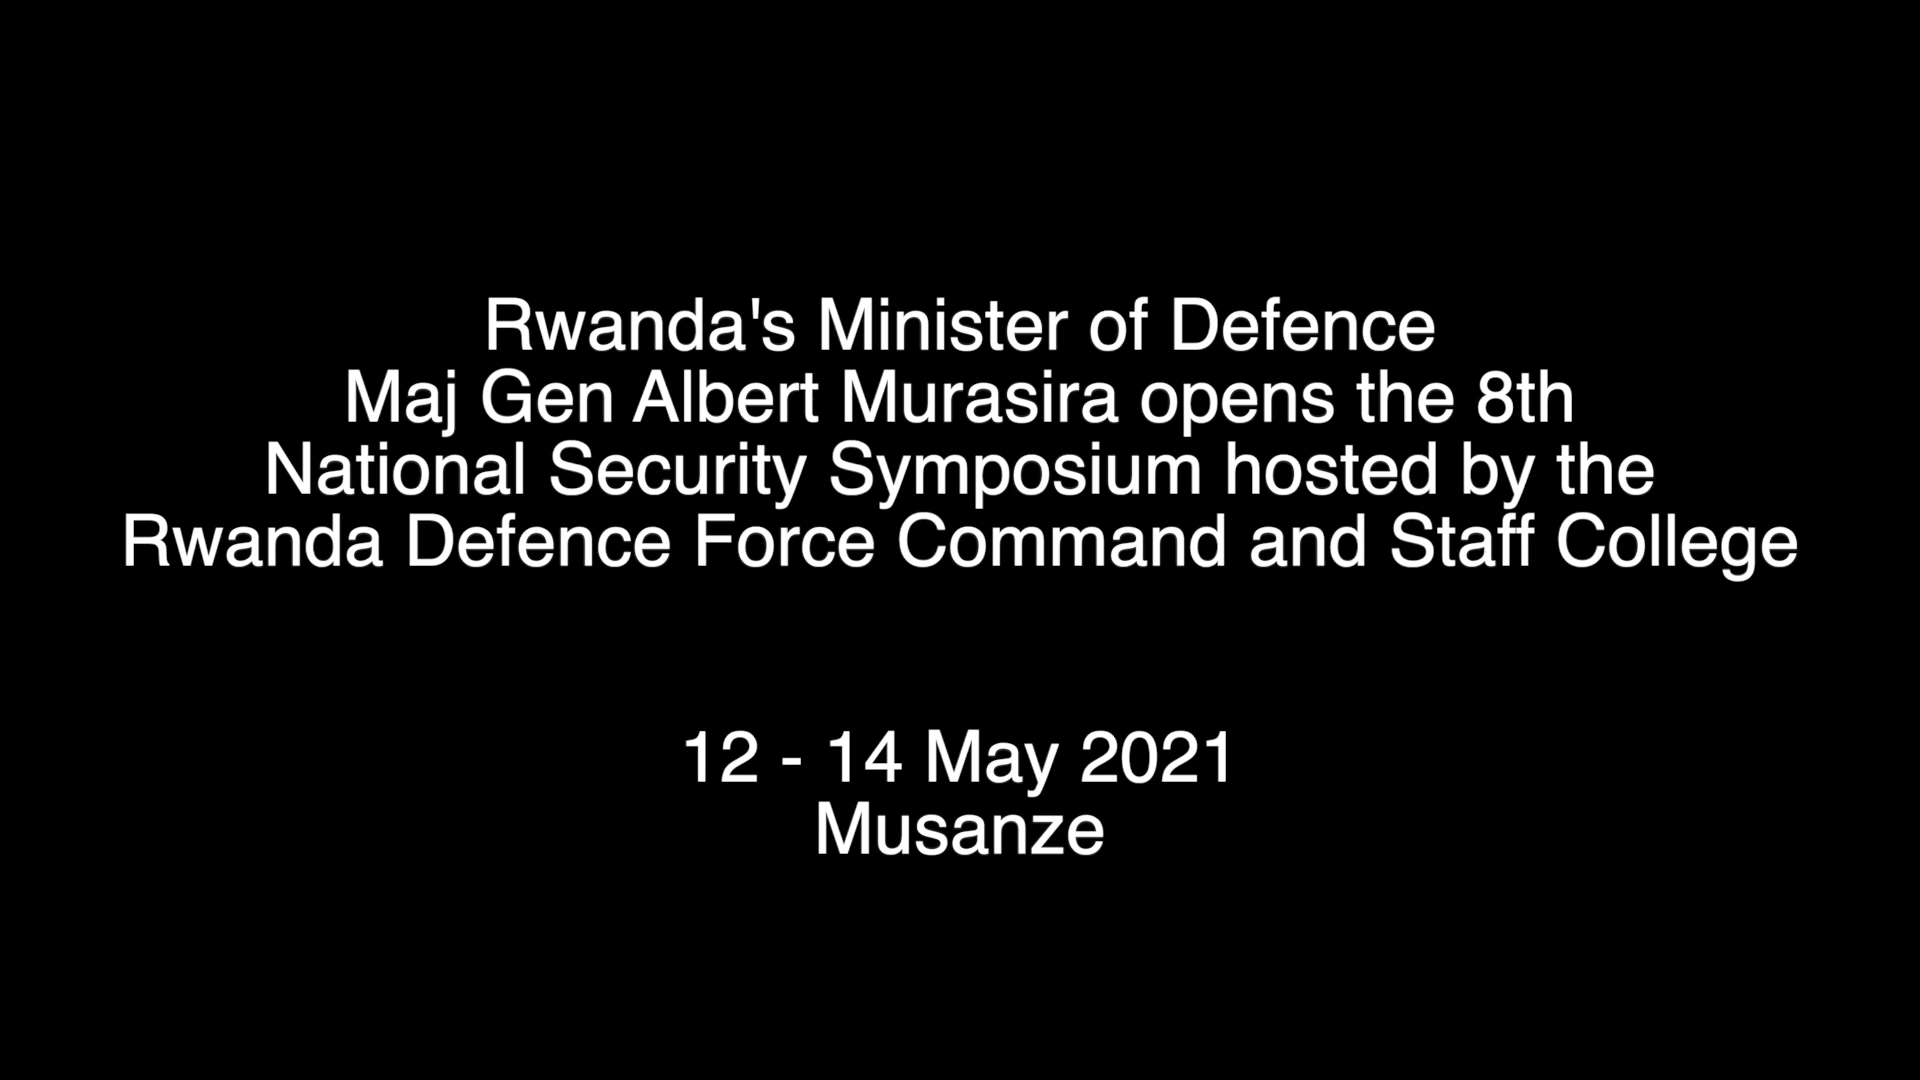 Rwanda's Minister of Defence
Maj Gen Albert Murasira opens the 8th
National Security Symposium hosted by the
Rwanda Defence Force Command and Staff College
12 - 14 May 2021
Musanze